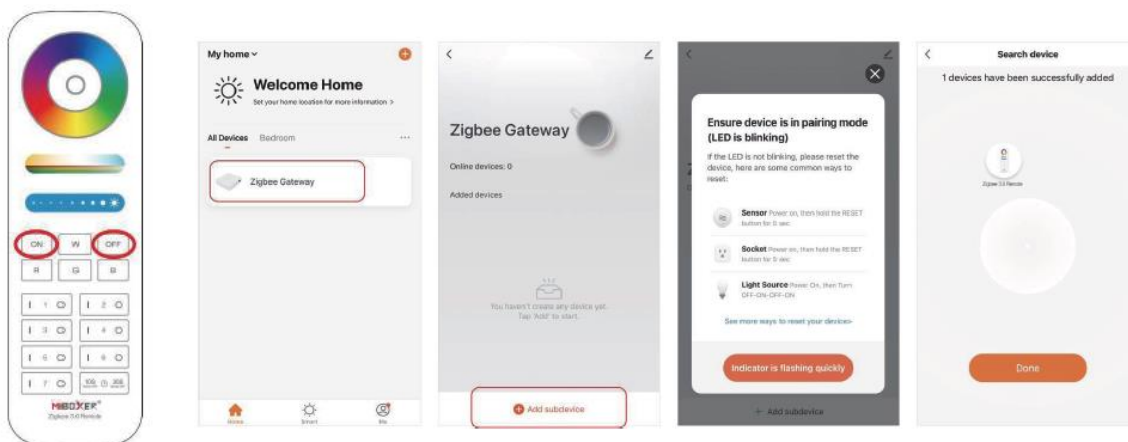 ON W OFF
R G B
I 1 O I 2 O
I 3 O I 4 O
I 5 O I 6 O
I 7 O
MiBOXER®
Zigbee 3.0 Remote
My home
Welcome Home
Set your home location for more information >
All Devices Bedroom ...
Zigbee Gateway
Home Smart Me
Zigbee Gateway
Online devices: 0
Added devices
You haven't create any device yet.
Tap "Add" to start.
Add subdevice
Ensure device is in pairing mode
(LED is blinking)
If the LED is not blinking, please reset the
device, here are some common ways to
reset:
Sensor Power on, then hold the RESET
button for 5 sec
Socket Power on, then hold the RESET
button for 5 sec
Light Source Power On, then Turn
OFF-ON-OFF-ON
See more ways to reset your device>
Indicator is flashing quickly
+ Add subdevice
Search device
1 devices have been successfully added
Zigbee 3.0 Remote
Done